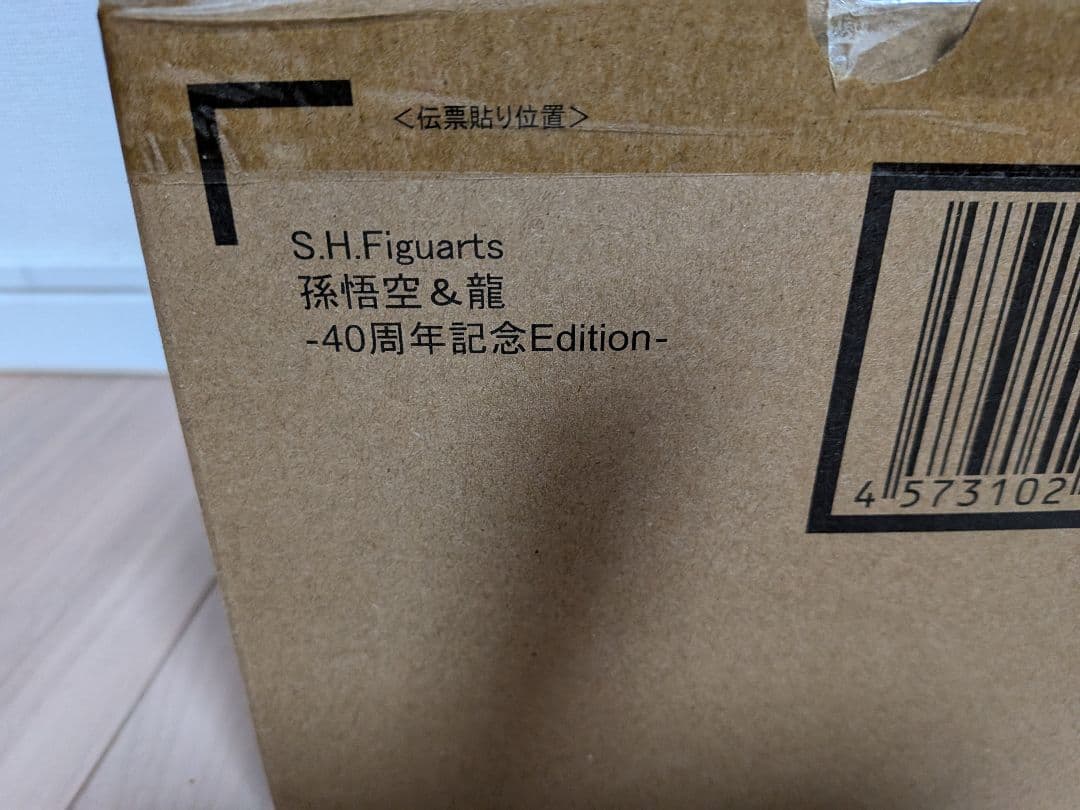 <伝票貼り位置>
S.H.Figuarts
孫悟空&龍
-40周年記念Edition-
4 573102